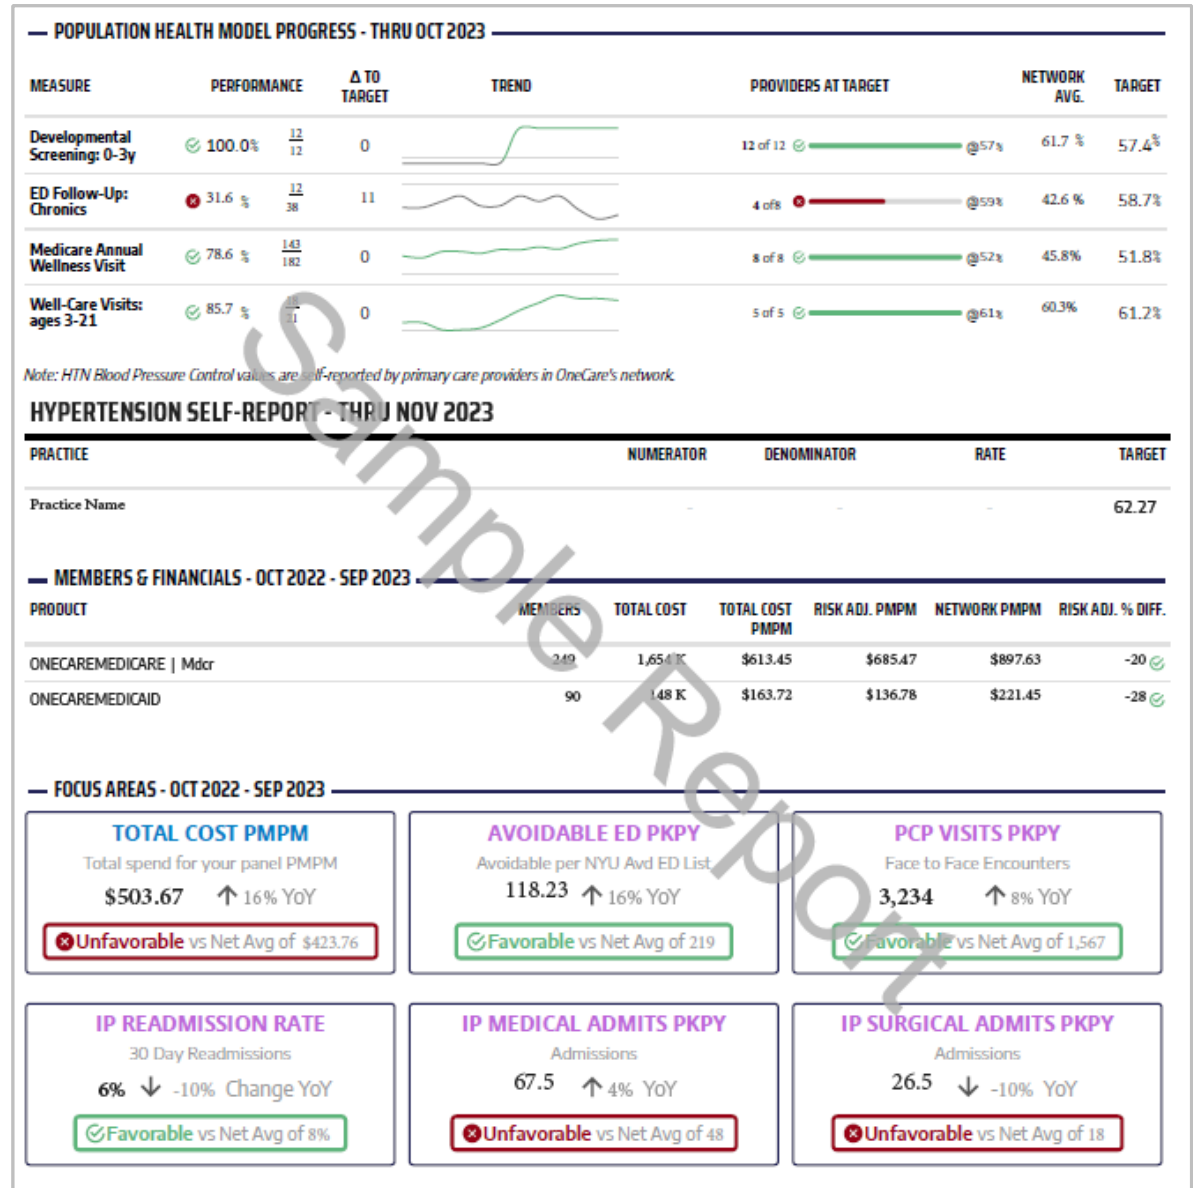 POPULATION HEALTH MODEL PROGRESS - THRU OCT 2023
MEASURE PERFORMANCE Δ TO TARGET TREND PROVIDERS AT TARGET NETWORK AVG. TARGET
Developmental Screening: 0-3y 100.0% 12/12 0 12 of 12 @57% 61.7 % 57.4%
ED Follow-Up: Chronics 31.6 % 12/38 11 4 of8 @59% 42.6 % 58.7%
Medicare Annual Wellness Visit 78.6 % 143/182 0 8 of 8 @52% 45.8% 51.8%
Well-Care Visits: ages 3-21 85.7 % 18/21 0 5 of 5 @61% 60.3% 61.2%
Note: HTN Blood Pressure Control values are self-reported by primary care providers in OneCare's network.
HYPERTENSION SELF-REPORT - THRU NOV 2023
PRACTICE NUMERATOR DENOMINATOR RATE TARGET
Practice Name - - - 62.27
MEMBERS & FINANCIALS - OCT 2022 - SEP 2023
PRODUCT MEMBERS TOTAL COST TOTAL COST PMPM RISK ADJ. PMPM NETWORK PMPM RISK ADJ. % DIFF.
ONECAREMEDICARE | Mdcr 249 1,654 K $613.45 $685.47 $897.63 -20
ONECAREMEDICAID 90 148 K $163.72 $136.78 $221.45 -28
FOCUS AREAS - OCT 2022 - SEP 2023
TOTAL COST PMPM
Total spend for your panel PMPM
$503.67 ↑ 16% YoY
Unfavorable vs Net Avg of $423.76
AVOIDABLE ED PKPY
Avoidable per NYU Avd ED List
118.23 ↑ 16% YoY
Favorable vs Net Avg of 219
PCP VISITS PKPY
Face to Face Encounters
3,234 ↑ 8% YoY
Favorable vs Net Avg of 1,567
IP READMISSION RATE
30 Day Readmissions
6% ↓ -10% Change YoY
Favorable vs Net Avg of 8%
IP MEDICAL ADMITS PKPY
Admissions
67.5 ↑ 4% YoY
Unfavorable vs Net Avg of 48
IP SURGICAL ADMITS PKPY
Admissions
26.5 ↓ -10% YoY
Unfavorable vs Net Avg of 18
Sample Report